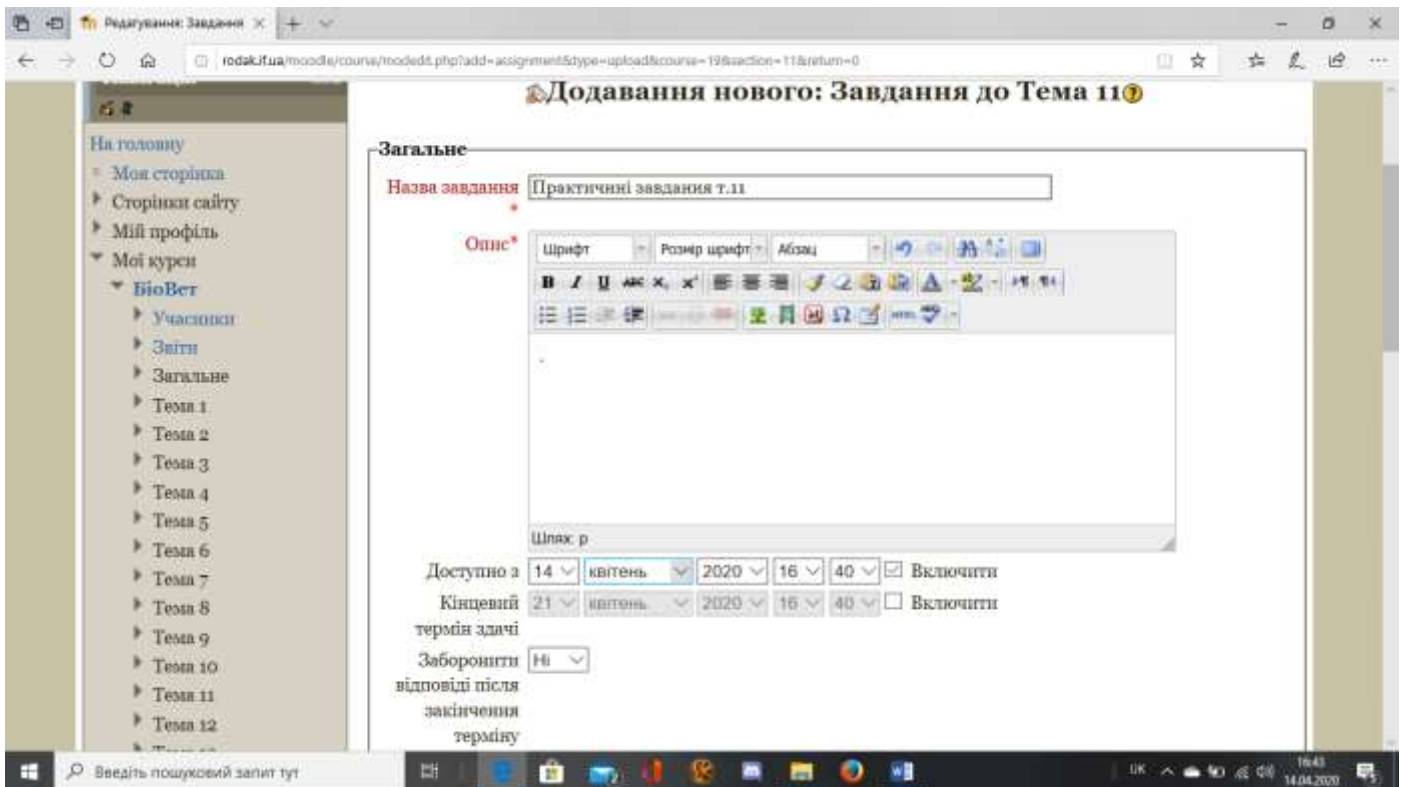 Редагування: Завдання
rodak.if.ua/moodle/course/modedit.php?add=assignment&type=upload&course=19&section=11&return=0
Додавання нового: Завдання до Тема 11
На головну
Моя сторінка
Сторінки сайту
Мій профіль
Мої курси
БіоВет
Учасники
Звіти
Загальне
Тема 1
Тема 2
Тема 3
Тема 4
Тема 5
Тема 6
Тема 7
Тема 8
Тема 9
Тема 10
Тема 11
Тема 12
Загальне
Назва завдання * Практичнні завдання т.11
Опис*
Шрифт Розмір шрифт Абзац
B I U ABC X, X'
HTML
.
Шлях: p
Доступно з 14 квітень 2020 16 40 Включити
Кінцевий 21 квітень 2020 16 40 Включити
термін здачі
Заборонити Ні
відповіді після
закінчення
терміну
Введіть пошуковий запит тут
UK
16:43
14.04.2020